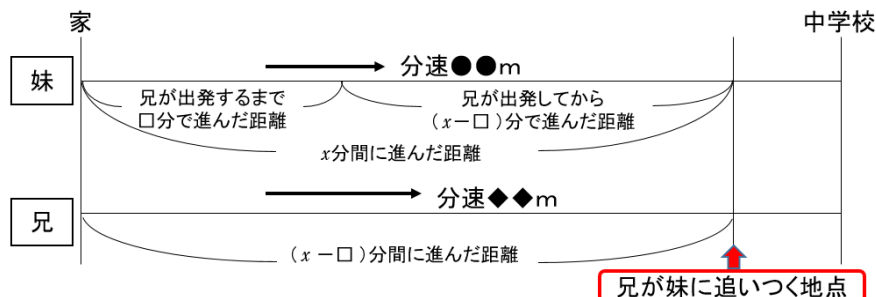 家
中学校
妹
分速●●m
兄が出発するまで
□分で進んだ距離
兄が出発してから
(x-□)分で進んだ距離
x分間に進んだ距離
兄
分速◆◆m
(x-□)分間に進んだ距離
兄が妹に追いつく地点